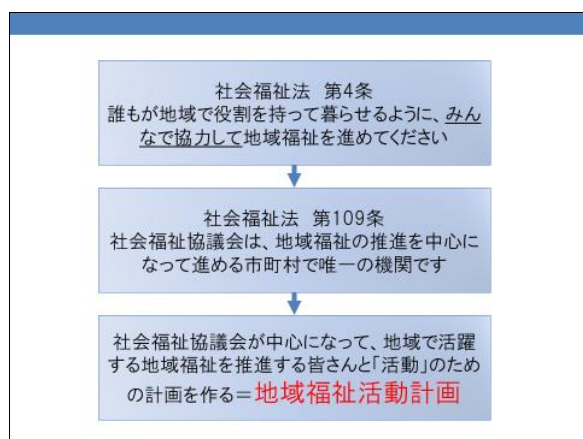 社会福祉法 第4条
誰もが地域で役割を持って暮らせるように、みん
なで協力して地域福祉を進めてください
社会福祉法 第109条
社会福祉協議会は、地域福祉の推進を中心に
なって進める市町村で唯一の機関です
社会福祉協議会が中心になって、地域で活躍
する地域福祉を推進する皆さんと「活動」のため
の計画を作る＝地域福祉活動計画